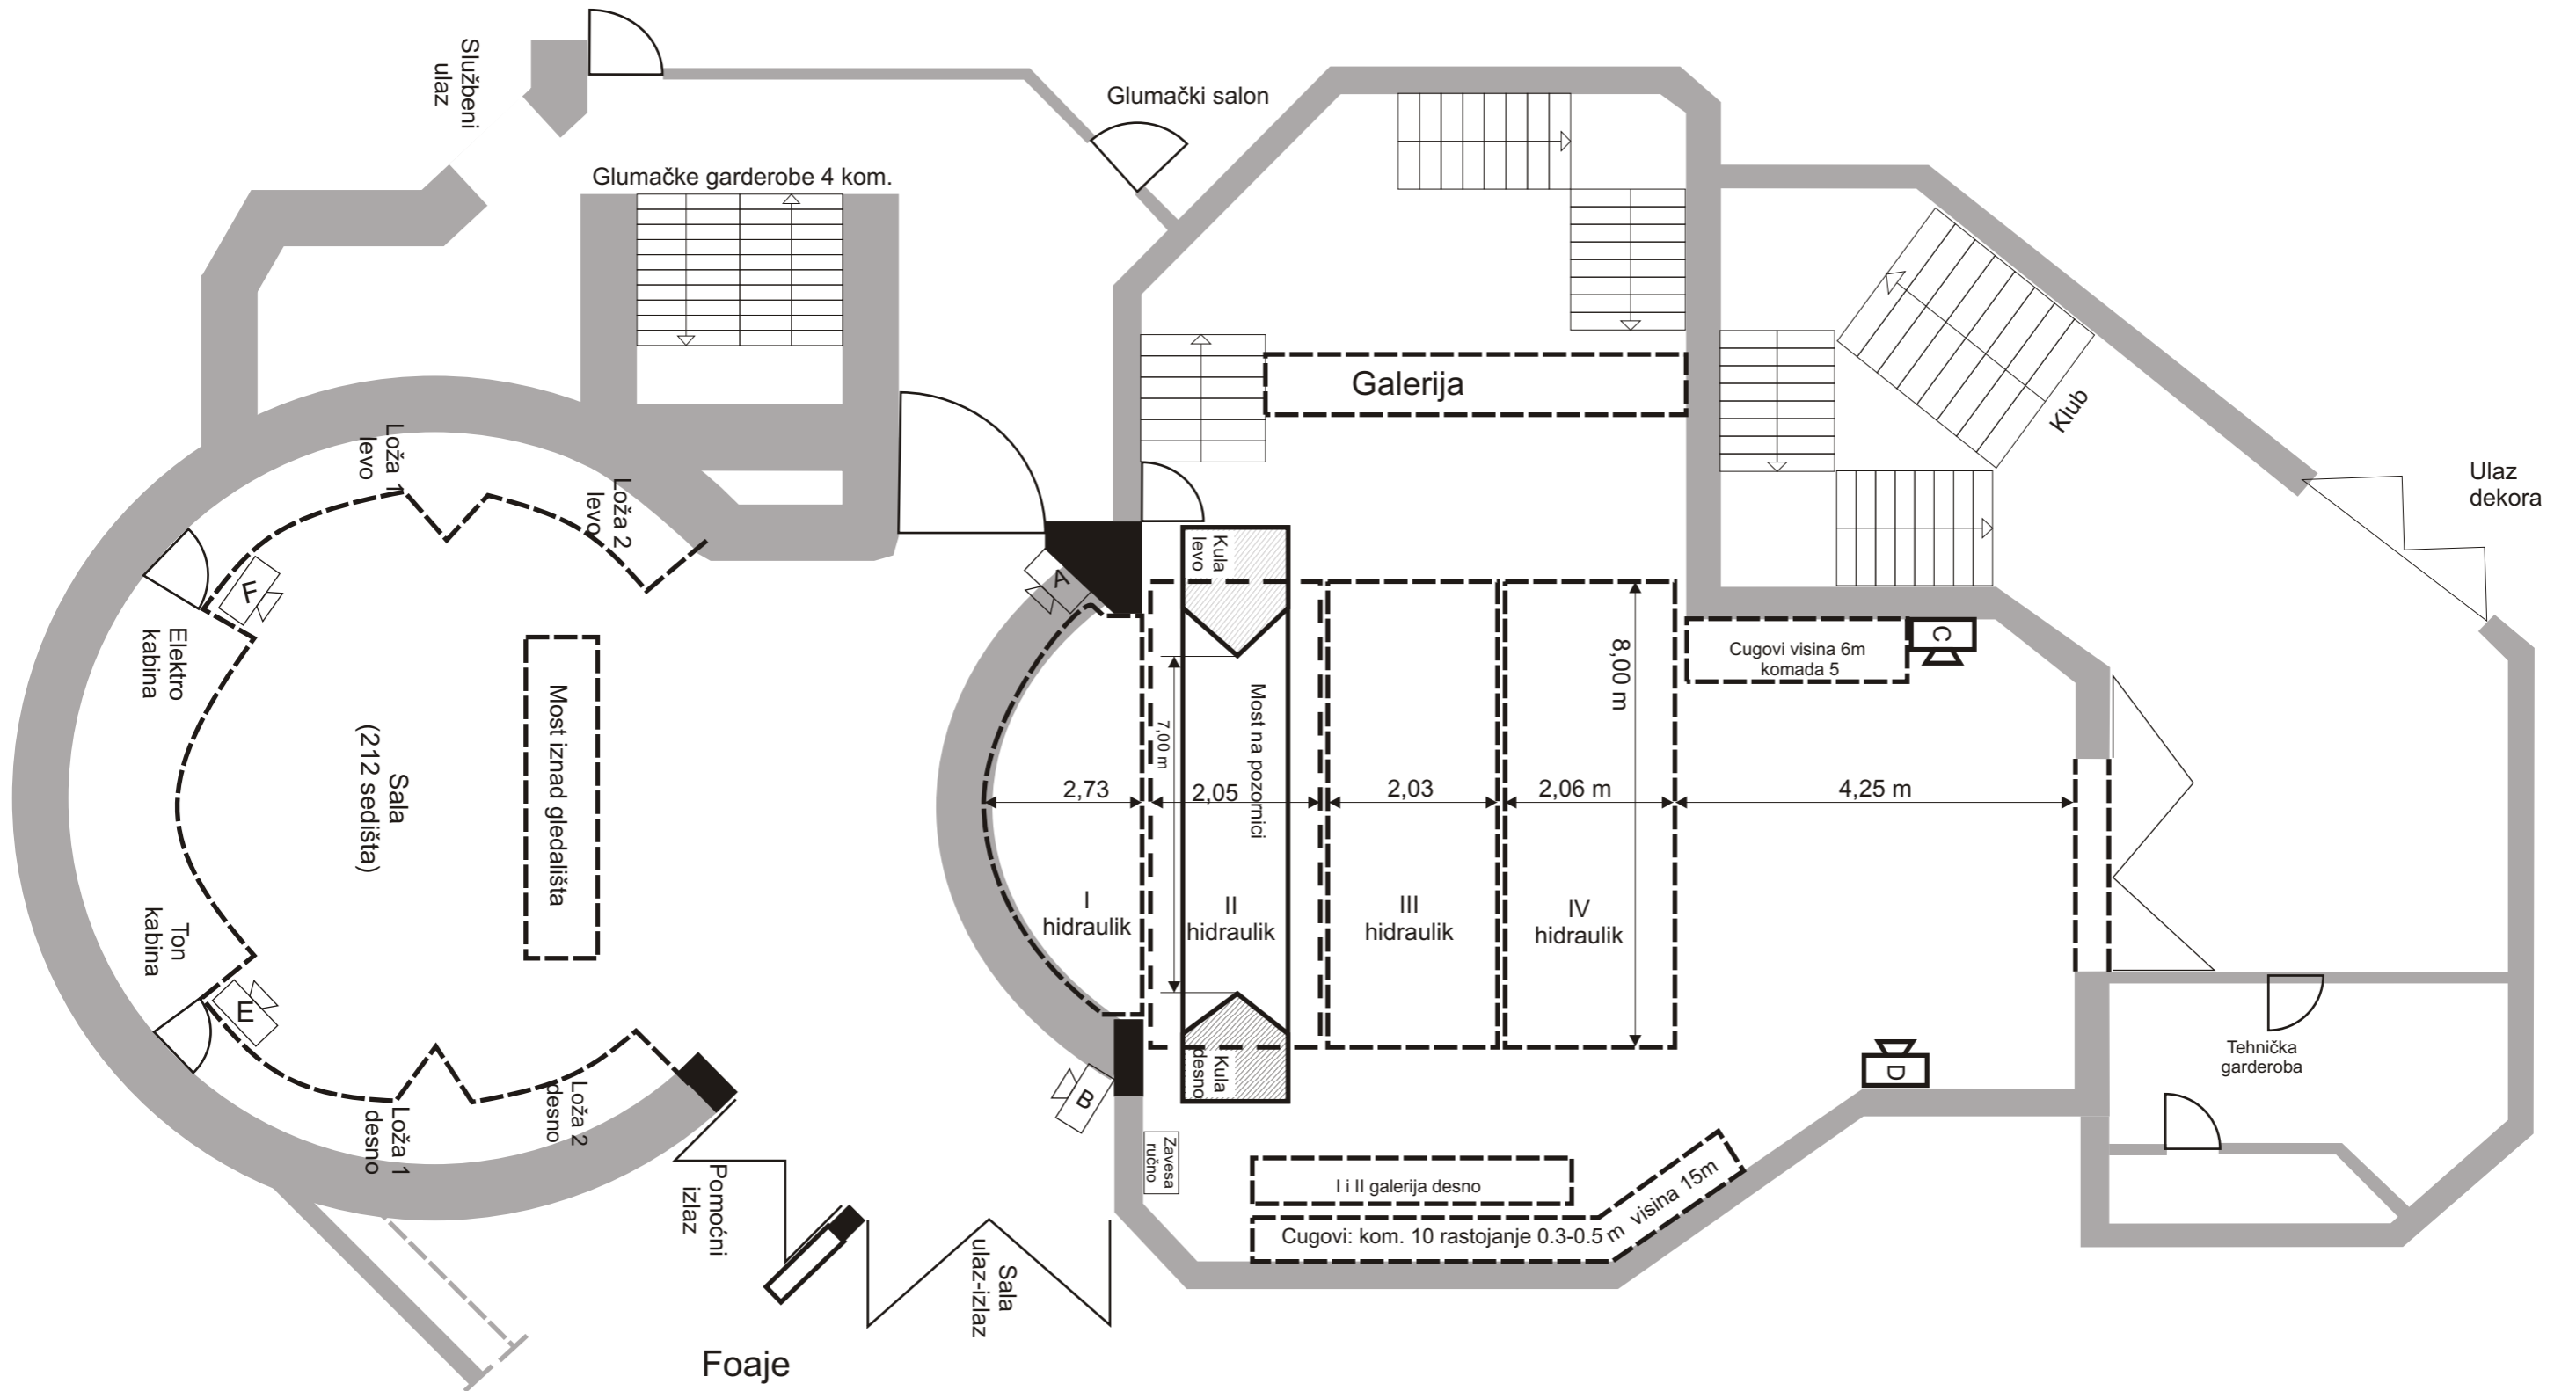 Službeni
ulaz
Glumački salon
Glumačke garderobe 4 kom.
Galerija
Klub
Ulaz
dekora
Loža 1
levo
Loža 2
levo
Kula
levo
A
F
Elektro
kabina
Most iznad gledališta
Sala
(212 sedišta)
Ton
kabina
E
Loža 1
desno
Loža 2
desno
Cugovi visina 6m
komada 5
C
8,00 m
7,00 m
Most na pozornici
2,73
2,05
2,03
2,06 m
4,25 m
I
hidraulik
II
hidraulik
III
hidraulik
IV
hidraulik
Kula
desno
B
D
Tehnička
garderoba
Zavesa
ručno
I i II galerija desno
Cugovi: kom. 10 rastojanje 0.3-0.5 m visina 15m
Pomoćni
izlaz
Sala
ulaz-izlaz
Foaje